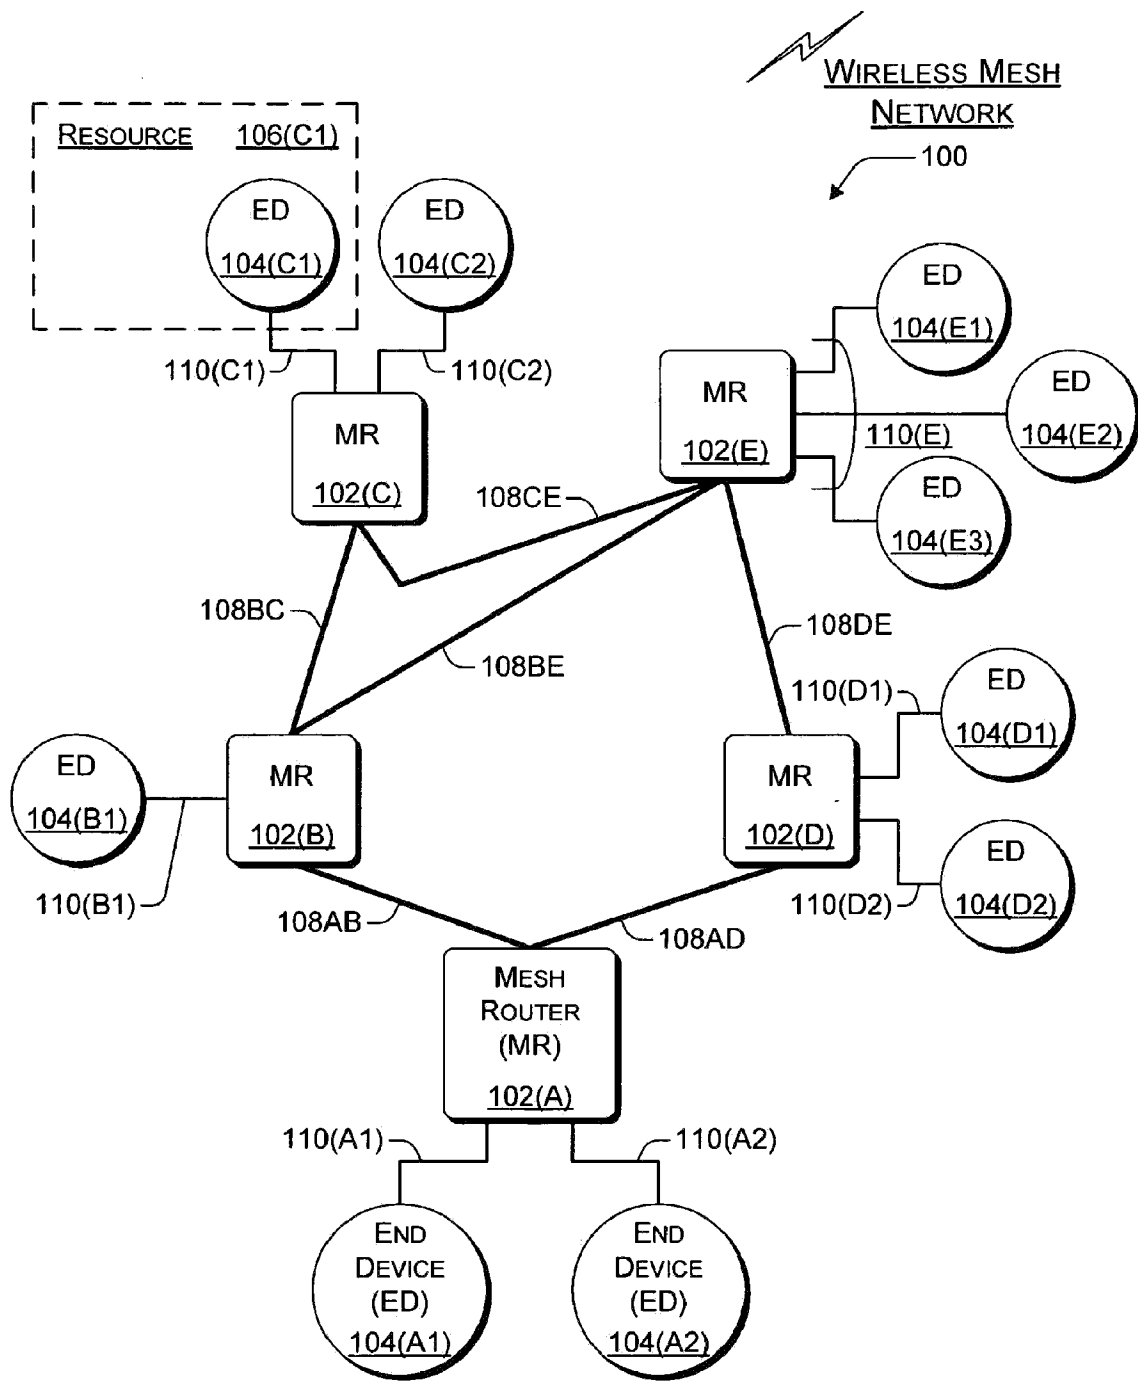 WIRELESS MESH
NETWORK
100
RESOURCE 106(C1)
ED
104(C1)
ED
104(C2)
110(C1)
110(C2)
MR
102(C)
ED
104(E1)
MR
102(E)
110(E)
ED
104(E2)
ED
104(E3)
108CE
108BC
108BE
108DE
110(D1)
ED
104(D1)
ED
104(B1)
110(B1)
MR
102(B)
MR
102(D)
110(D2)
ED
104(D2)
108AB
108AD
MESH
ROUTER
(MR)
102(A)
110(A1)
110(A2)
END
DEVICE
(ED)
104(A1)
END
DEVICE
(ED)
104(A2)